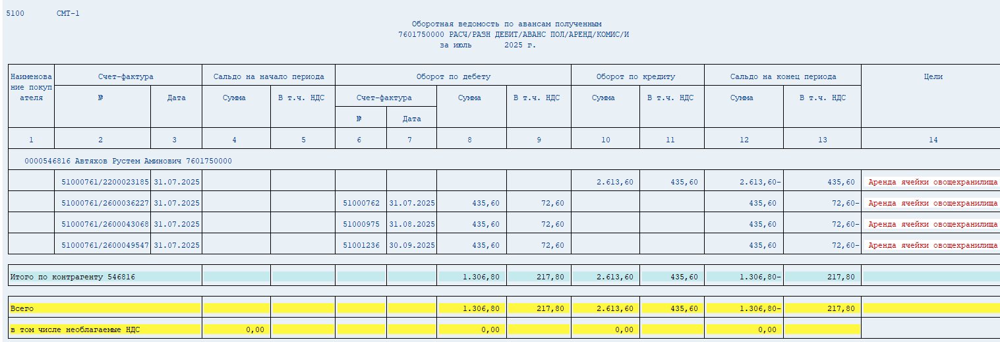 5100 СМТ-1
Оборотная ведомость по авансам полученным
7601750000 РАСЧ/РАЗН ДЕБИТ/АВАНС ПОЛ/АРЕНД/КОМИС/И
за июль 2025 г.
Наименова Счет-фактура Сальдо на начало периода Оборот по дебету Оборот по кредиту Сальдо на конец периода Цели
ние покуп
ателя № Дата Сумма В т.ч. НДС Счет-фактура Сумма В т.ч. НДС Сумма В т.ч. НДС Сумма В т.ч. НДС
№ Дата
1 2 3 4 5 6 7 8 9 10 11 12 13 14
0000546816 Автяхов Рустем Аминович 7601750000
51000761/2200023185 31.07.2025 2.613,60 435,60 2.613,60- 435,60 Аренда ячейки овощехранилища
51000761/2600036227 31.07.2025 51000762 31.07.2025 435,60 72,60 435,60 72,60- Аренда ячейки овощехранилища
51000761/2600043068 31.07.2025 51000975 31.08.2025 435,60 72,60 435,60 72,60- Аренда ячейки овощехранилища
51000761/2600049547 31.07.2025 51001236 30.09.2025 435,60 72,60 435,60 72,60- Аренда ячейки овощехранилища
Итого по контрагенту 546816 1.306,80 217,80 2.613,60 435,60 1.306,80- 217,80
Всего 1.306,80 217,80 2.613,60 435,60 1.306,80- 217,80
в том числе необлагаемые НДС 0,00 0,00 0,00 0,00